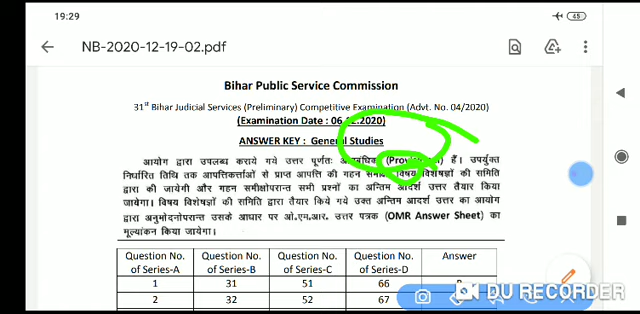 19:29
45
NB-2020-12-19-02.pdf
Bihar Public Service Commission
31st Bihar Judicial Services (Preliminary) Competitive Examination (Advt. No. 04/2020)
(Examination Date : 06.12.2020)
ANSWER KEY : General Studies
आयोग द्वारा उपलब्ध कराये गये उत्तर पूर्णतः (Provisional) हैं। उपर्युक्त
निर्धारित तिथि तक आपत्तिकर्ताओं से प्राप्त आपत्ति की गहन विषय विशेषज्ञों की समिति
द्वारा की जायेगी और गहन समीक्षोपरान्त सभी प्रश्नों का अन्तिम आदर्श उत्तर तैयार किया
जायेगा। विषय विशेषज्ञों की समिति द्वारा तैयार किये गये उक्त अन्तिम आदर्श उत्तर का आयोग
द्वारा अनुमोदनोपरान्त उसके आधार पर ओ.एम.आर. उत्तर पत्रक (OMR Answer Sheet) का
मूल्यांकन किया जायेगा।
Question No. of Series-A Question No. of Series-B Question No. of Series-C Question No. of Series-D Answer
1 31 51 66
2 32 52 67
DU RECORDER